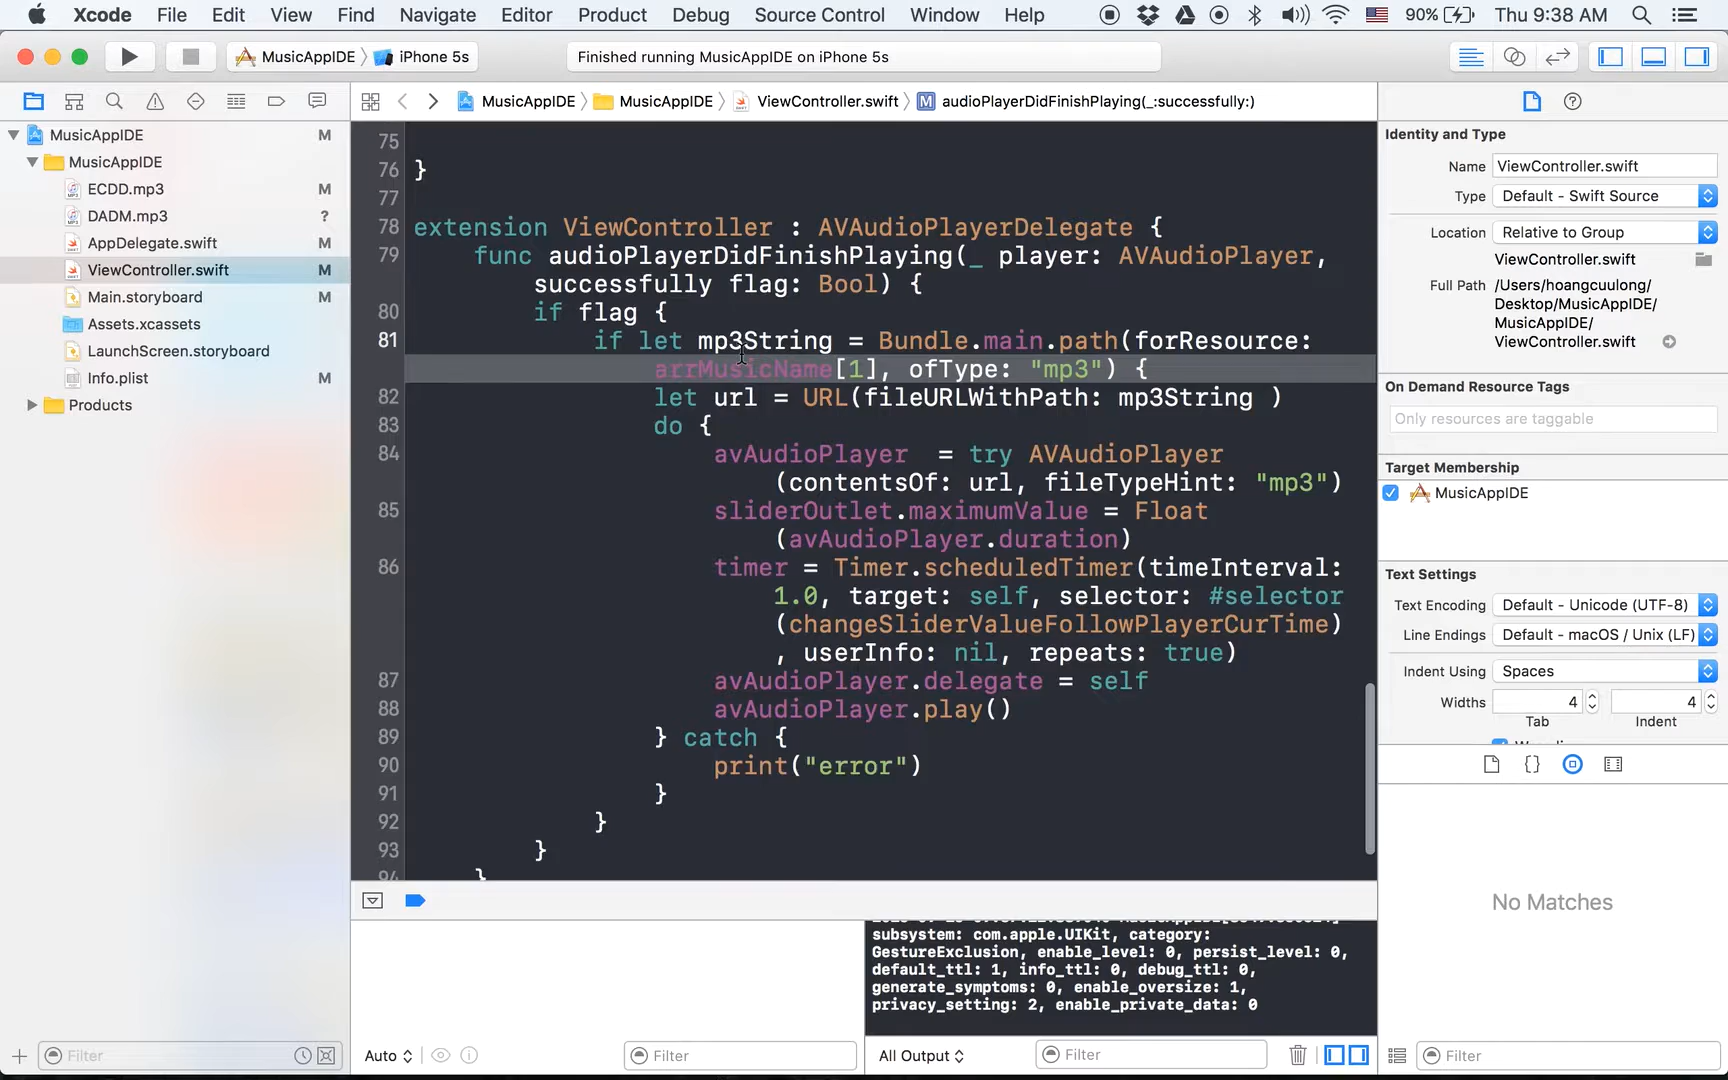 Xcode File Edit View Find Navigate Editor Product Debug Source Control Window Help 90% Thu 9:38 AM
MusicAppIDE iPhone 5s Finished running MusicAppIDE on iPhone 5s
MusicAppIDE MusicAppIDE ViewController.swift M audioPlayerDidFinishPlaying(_:successfully:)
MusicAppIDE M
MusicAppIDE
ECDD.mp3 M
DADM.mp3 ?
AppDelegate.swift M
ViewController.swift M
Main.storyboard M
Assets.xcassets
LaunchScreen.storyboard
Info.plist M
Products
Filter
75
76 }
77
78 extension ViewController : AVAudioPlayerDelegate {
79 func audioPlayerDidFinishPlaying(_ player: AVAudioPlayer,
successfully flag: Bool) {
80 if flag {
81 if let mp3String = Bundle.main.path(forResource:
arrMusicName[1], ofType: "mp3") {
82 let url = URL(fileURLWithPath: mp3String )
83 do {
84 avAudioPlayer  = try AVAudioPlayer
(contentsOf: url, fileTypeHint: "mp3")
85 sliderOutlet.maximumValue = Float
(avAudioPlayer.duration)
86 timer = Timer.scheduledTimer(timeInterval:
1.0, target: self, selector: #selector
(changeSliderValueFollowPlayerCurTime)
, userInfo: nil, repeats: true)
87 avAudioPlayer.delegate = self
88 avAudioPlayer.play()
89 } catch {
90 print("error")
91 }
92 }
93 }
94 }
Auto Filter
subsystem: com.apple.UIKit, category:
GestureExclusion, enable_level: 0, persist_level: 0,
default_ttl: 1, info_ttl: 0, debug_ttl: 0,
generate_symptoms: 0, enable_oversize: 1,
privacy_setting: 2, enable_private_data: 0
All Output Filter
Identity and Type
Name ViewController.swift
Type Default - Swift Source
Location Relative to Group
ViewController.swift
Full Path /Users/hoangcuulong/
Desktop/MusicAppIDE/
MusicAppIDE/
ViewController.swift
On Demand Resource Tags
Only resources are taggable
Target Membership
MusicAppIDE
Text Settings
Text Encoding Default - Unicode (UTF-8)
Line Endings Default - macOS / Unix (LF)
Indent Using Spaces
Widths 4 4
Tab Indent
{}
No Matches
Filter